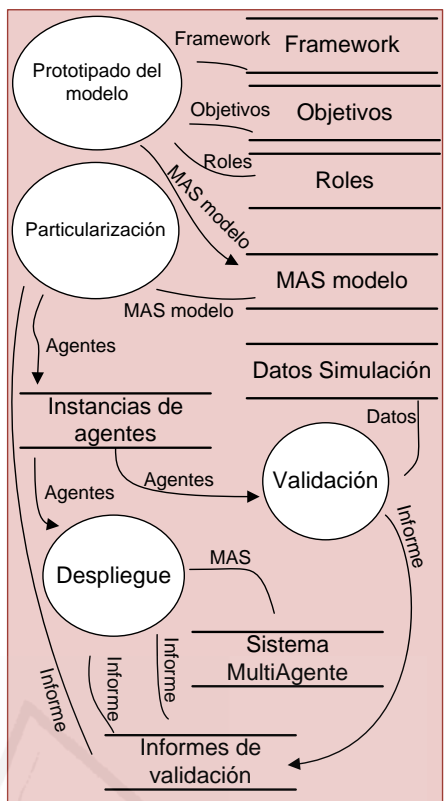 Framework
Framework
Prototipado del
modelo
Objetivos
Objetivos
Roles
Roles
MAS modelo
Particularización
MAS modelo
MAS modelo
Agentes
Datos Simulación
Datos
Instancias de
agentes
Agentes
Validación
Agentes
Informe
MAS
Despliegue
Sistema
MultiAgente
Informe
Informe
Informe
Informes de
validación